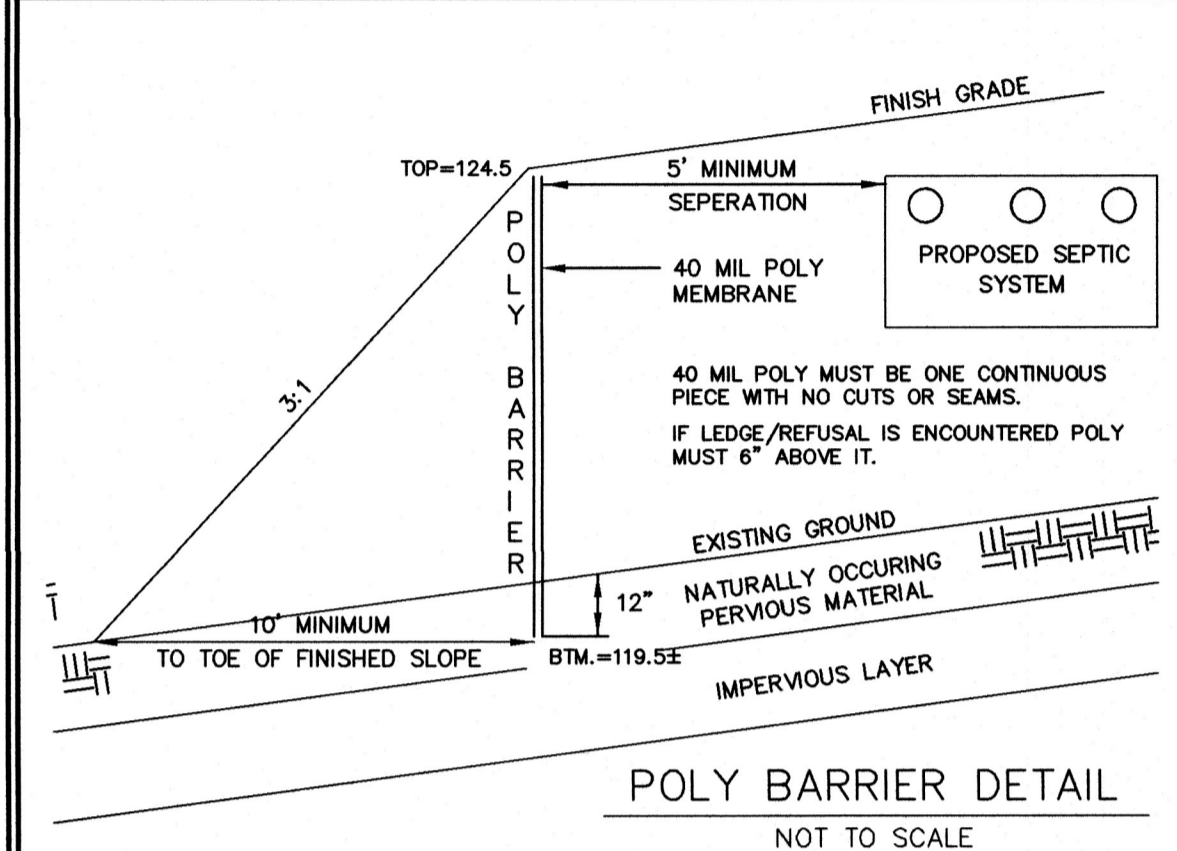 FINISH GRADE
TOP=124.5
5' MINIMUM
SEPERATION
POLY BARRIER
40 MIL POLY
MEMBRANE
PROPOSED SEPTIC
SYSTEM
3:1
40 MIL POLY MUST BE ONE CONTINUOUS
PIECE WITH NO CUTS OR SEAMS.
IF LEDGE/REFUSAL IS ENCOUNTERED POLY
MUST 6" ABOVE IT.
EXISTING GROUND
12"
NATURALLY OCCURING
PERVIOUS MATERIAL
10' MINIMUM
TO TOE OF FINISHED SLOPE
BTM.=119.5±
IMPERVIOUS LAYER
POLY BARRIER DETAIL
NOT TO SCALE